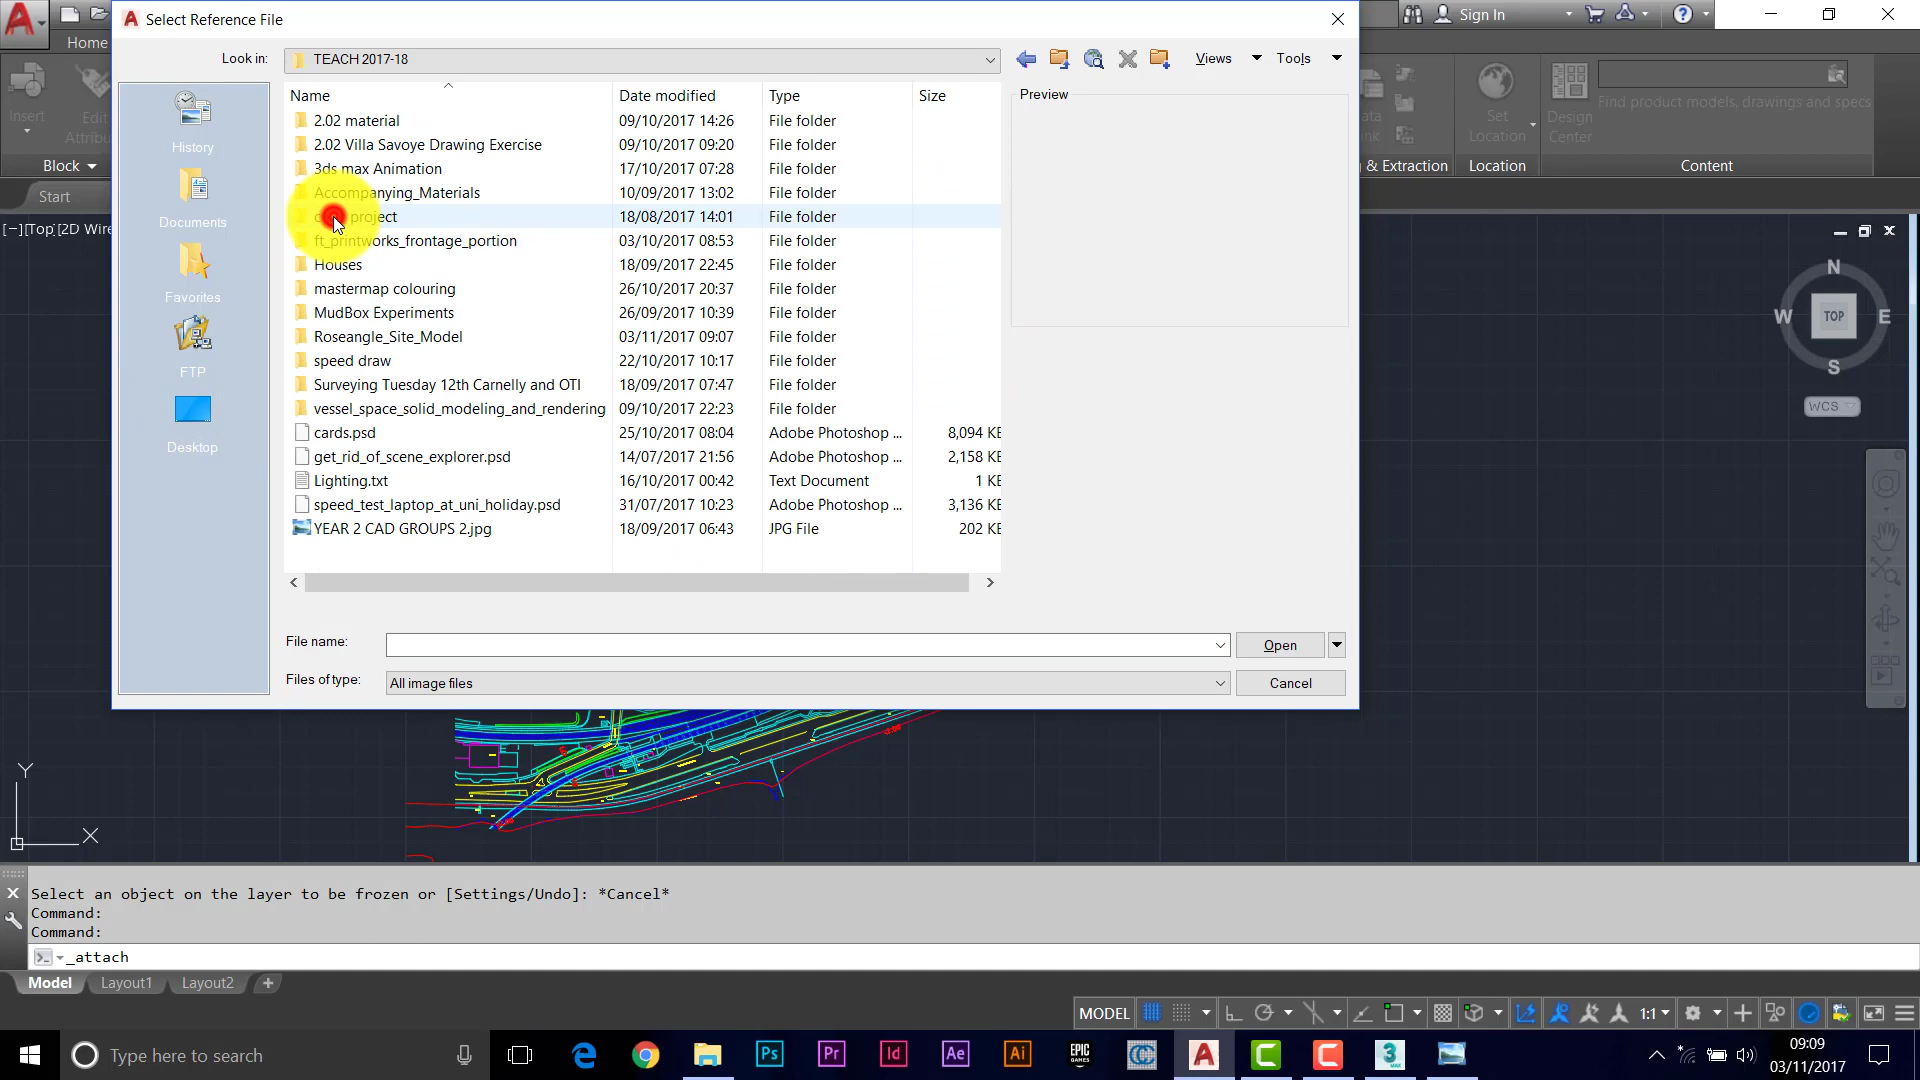 Select Reference File
Sign In
Home
Look in:
TEACH 2017-18
Views
Tools
Insert
Edit
Block
Set
Location
Design
Center
Find product models, drawings and specs
& Extraction
Location
Content
Start
[−][Top][2D Wire
Name
Date modified
Type
Size
Preview
2.02 material 09/10/2017 14:26 File folder
2.02 Villa Savoye Drawing Exercise 09/10/2017 09:20 File folder
3ds max Animation 17/10/2017 07:28 File folder
Accompanying_Materials 10/09/2017 13:02 File folder
project 18/08/2017 14:01 File folder
ft_printworks_frontage_portion 03/10/2017 08:53 File folder
Houses 18/09/2017 22:45 File folder
mastermap colouring 26/10/2017 20:37 File folder
MudBox Experiments 26/09/2017 10:39 File folder
Roseangle_Site_Model 03/11/2017 09:07 File folder
speed draw 22/10/2017 10:17 File folder
Surveying Tuesday 12th Carnelly and OTI 18/09/2017 07:47 File folder
vessel_space_solid_modeling_and_rendering 09/10/2017 22:23 File folder
cards.psd 25/10/2017 08:04 Adobe Photoshop ... 8,094 KB
get_rid_of_scene_explorer.psd 14/07/2017 21:56 Adobe Photoshop ... 2,158 KB
Lighting.txt 16/10/2017 00:42 Text Document 1 KB
speed_test_laptop_at_uni_holiday.psd 31/07/2017 10:23 Adobe Photoshop ... 3,136 KB
YEAR 2 CAD GROUPS 2.jpg 18/09/2017 06:43 JPG File 202 KB
History
Documents
Favorites
FTP
Desktop
File name:
Open
Files of type:
All image files
Cancel
N
W
TOP
E
S
WCS
Y
X
Select an object on the layer to be frozen or [Settings/Undo]: *Cancel*
Command:
Command:
_attach
Model
Layout1
Layout2
MODEL
1:1
Type here to search
Ps
Pr
Id
Ae
Ai
EPIC
GAMES
A
C
C
3
MAX
09:09
03/11/2017